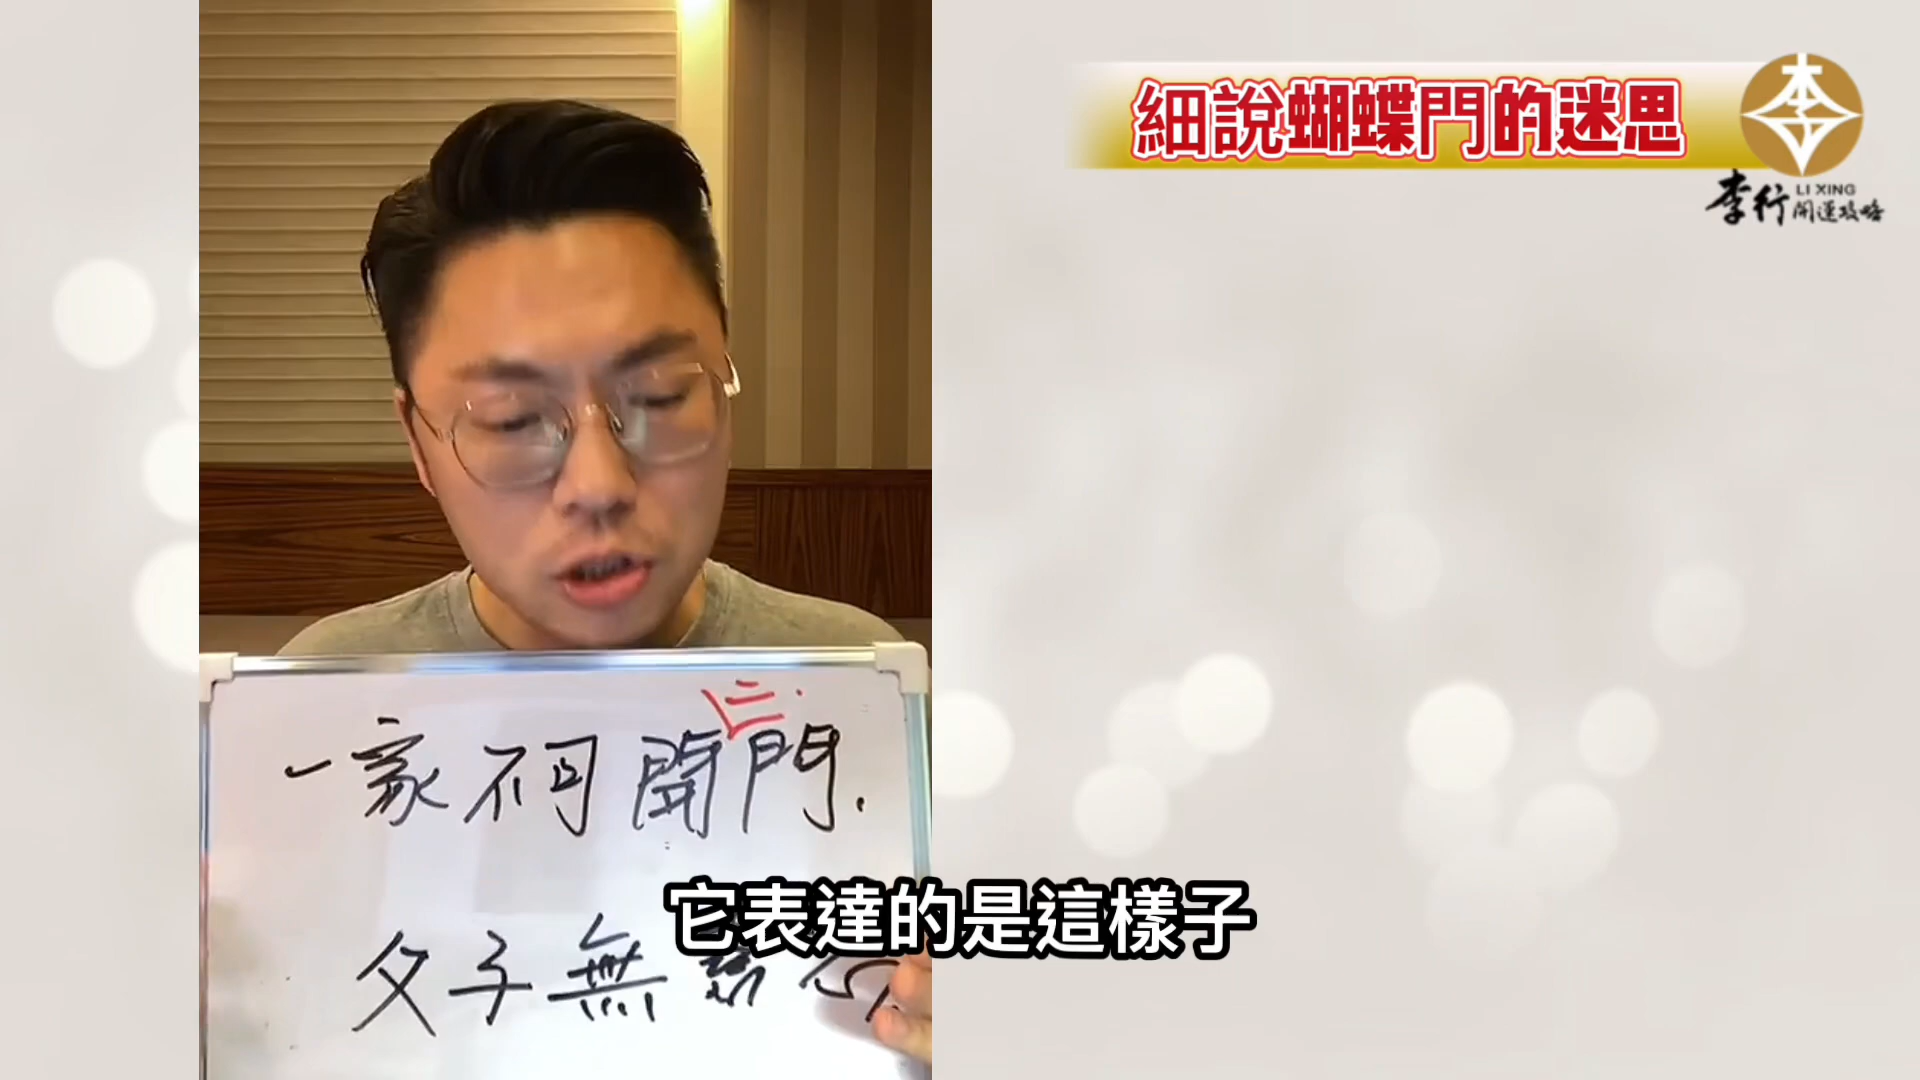 細說蝴蝶門的迷思
李行 LI XING
開運攻略
三
一家不可開門.
父子無
它表達的是這樣子